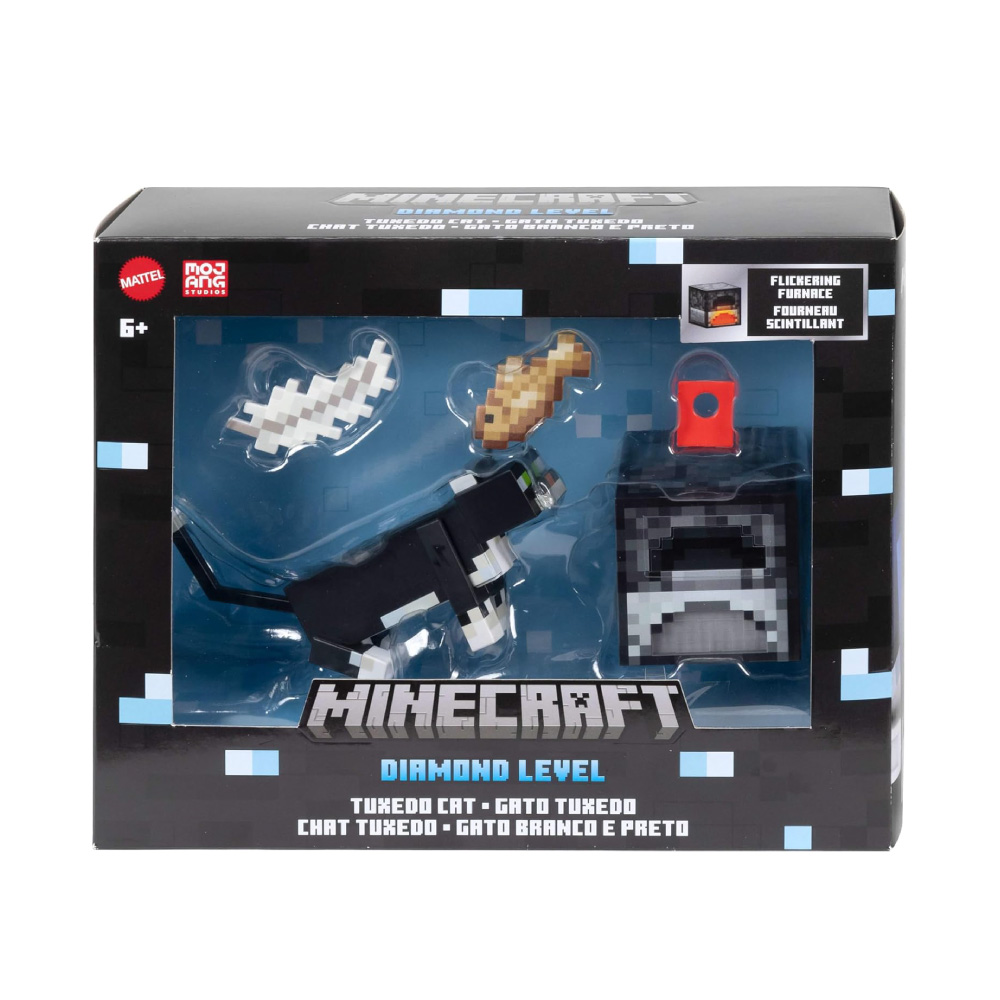 MINECRAFT
DIAMOND LEVEL
TUXEDO CAT • GATO TUXEDO
CHAT TUXEDO • GATO BRANCO E PRETO
MATTEL
MOJANG
STUDIOS
6+
FLICKERING
FURNACE
FOURNEAU
SCINTILLANT
MINECRAFT
DIAMOND LEVEL
TUXEDO CAT • GATO TUXEDO
CHAT TUXEDO • GATO BRANCO E PRETO